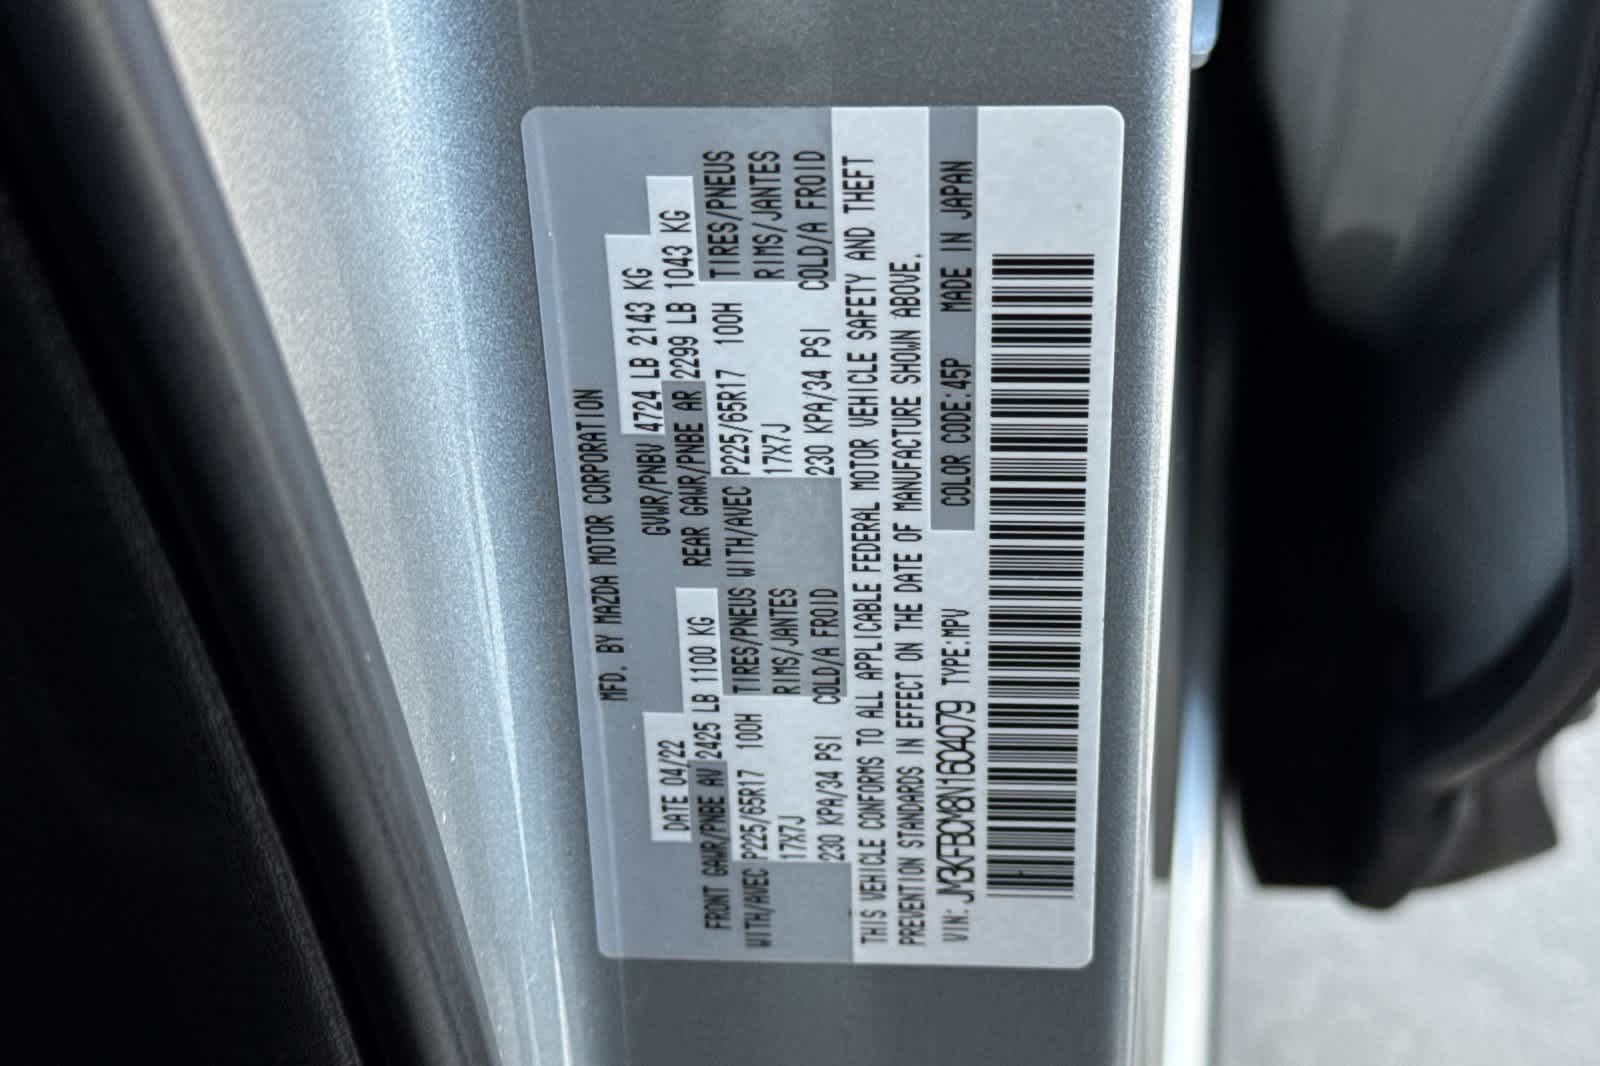 MFD. BY MAZDA MOTOR CORPORATION
DATE 04/22 GVWR/PNBV 4724 LB 2143 KG
FRONT GAWR/PNBE AV 2425 LB 1100 KG REAR GAWR/PNBE AR 2299 LB 1043 KG
WITH/AVEC P225/65R17 100H TIRES/PNEUS WITH/AVEC P225/65R17 100H TIRES/PNEUS
17X7J RIMS/JANTES 17X7J RIMS/JANTES
230 KPA/34 PSI COLD/A FROID 230 KPA/34 PSI COLD/A FROID
THIS VEHICLE CONFORMS TO ALL APPLICABLE FEDERAL MOTOR VEHICLE SAFETY AND THEFT
PREVENTION STANDARDS IN EFFECT ON THE DATE OF MANUFACTURE SHOWN ABOVE.
VIN: JM3KFBCM8N1604079 TYPE:MPV COLOR CODE:45P MADE IN JAPAN